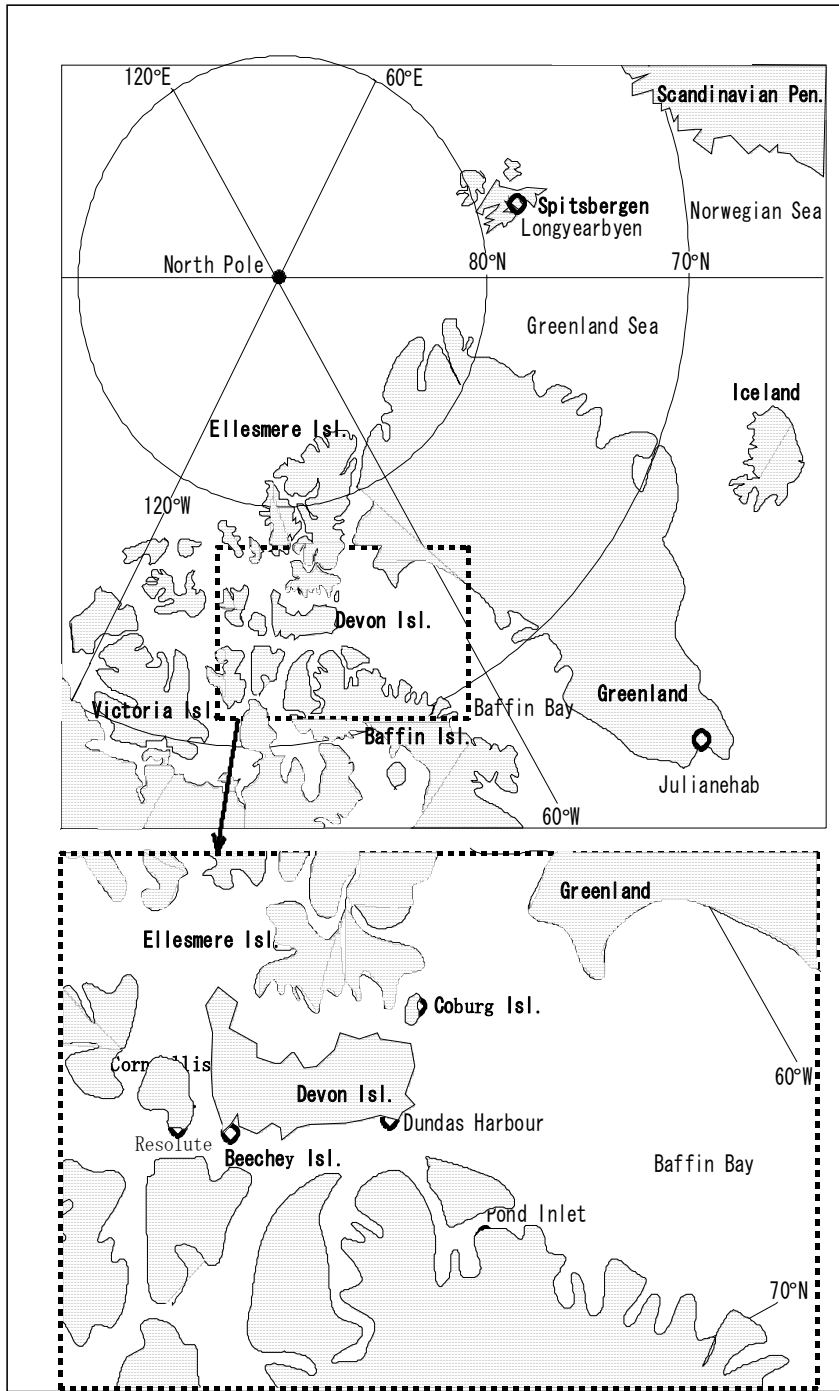 120°E
60°E
Scandinavian Pen.
Spitsbergen
Longyearbyen
Norwegian Sea
North Pole
80°N
70°N
Greenland Sea
Iceland
Ellesmere Isl.
120°W
Devon Isl.
Victoria Isl
Greenland
Baffin Bay
Baffin Isl.
Julianehab
60°W
Greenland
Ellesmere Isl.
Coburg Isl.
60°W
Devon Isl.
Dundas Harbour
Resolute
Beechey Isl.
Baffin Bay
Pond Inlet
70°N